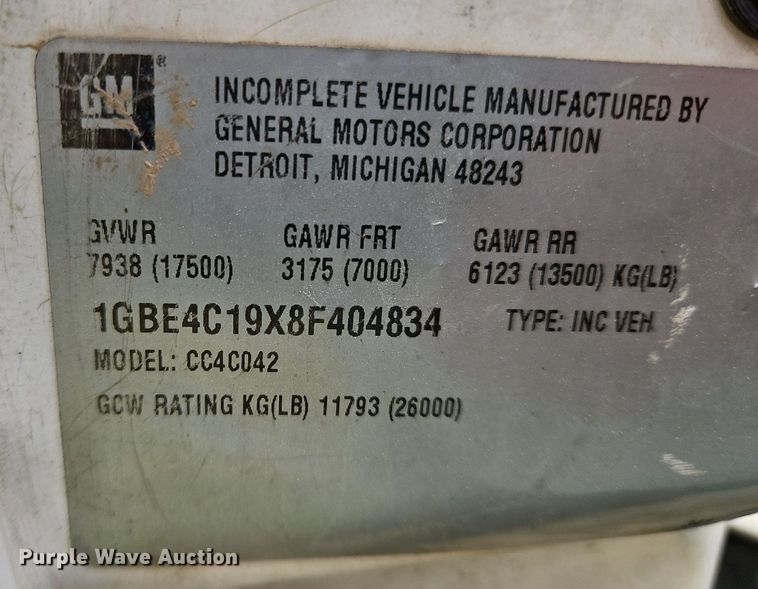 GM ®
INCOMPLETE VEHICLE MANUFACTURED BY
GENERAL MOTORS CORPORATION
DETROIT, MICHIGAN 48243
GVWR GAWR FRT GAWR RR
7938 (17500) 3175 (7000) 6123 (13500) KG(LB)
1GBE4C19X8F404834 TYPE: INC VEH
MODEL: CC4C042
GCW RATING KG(LB) 11793 (26000)
Purple Wave Auction